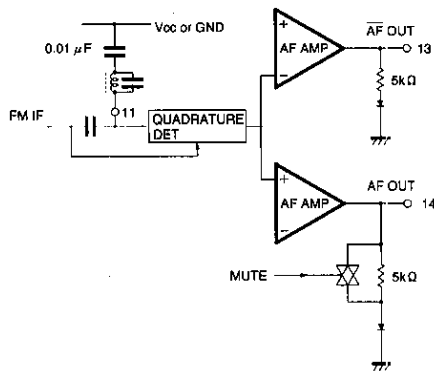 Vcc or GND
0.01 μF
FM IF
11
QUADRATURE
DET
+
AF AMP
−
AF OUT
13
5kΩ
+
AF AMP
−
AF OUT
14
MUTE
5kΩ